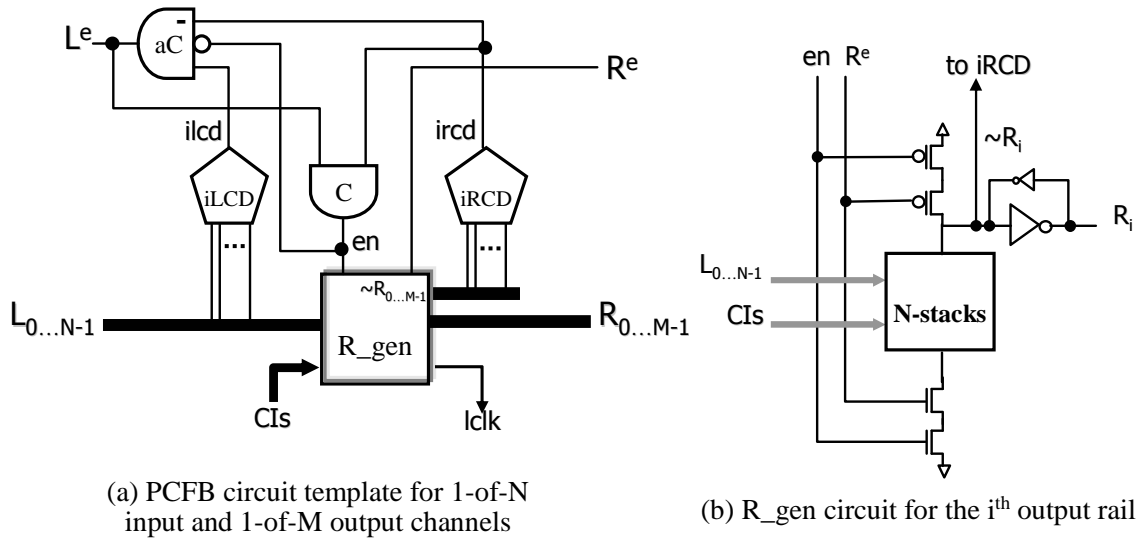 Lᵉ
-
aC
Rᵉ
ilcd
ircd
iLCD
C
iRCD
...
...
en
~R0...M-1
L0...N-1
R_gen
R0...M-1
CIs
lclk
(a) PCFB circuit template for 1-of-N
input and 1-of-M output channels
en Rᵉ to iRCD
~Ri
Ri
L0...N-1
CIs
N-stacks
(b) R_gen circuit for the iᵗʰ output rail